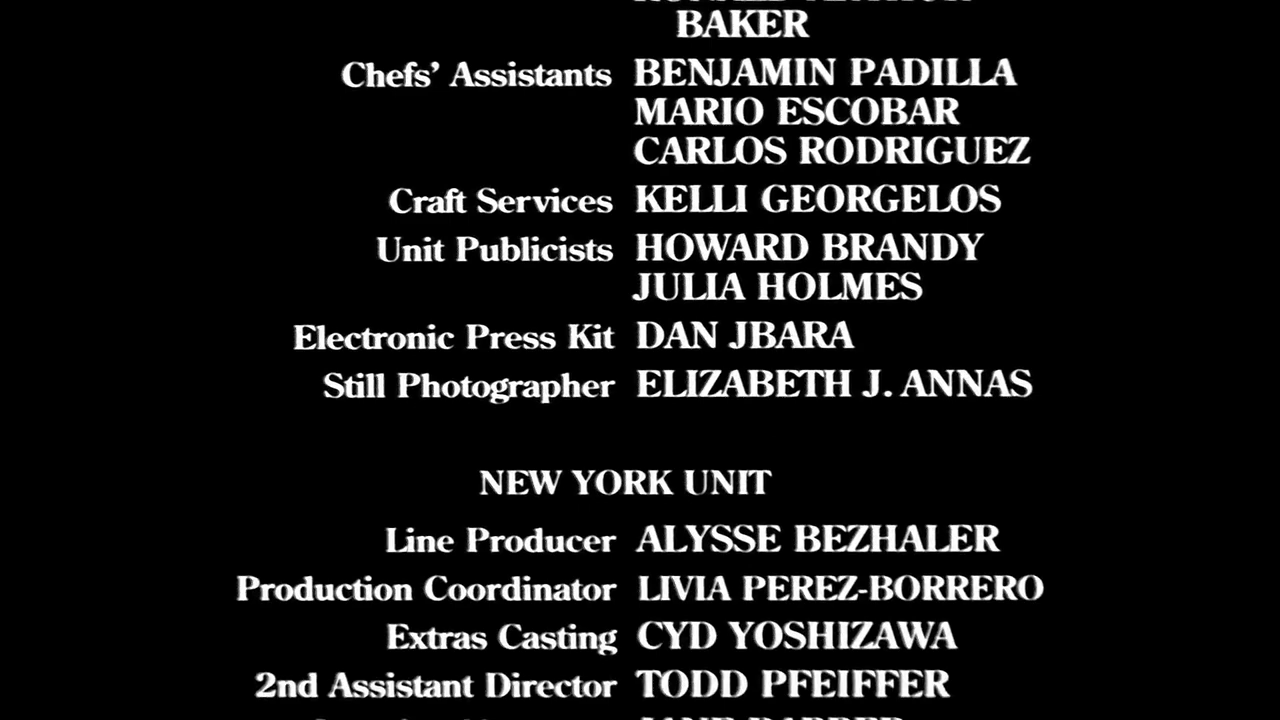 BAKER
Chefs' Assistants BENJAMIN PADILLA
MARIO ESCOBAR
CARLOS RODRIGUEZ
Craft Services KELLI GEORGELOS
Unit Publicists HOWARD BRANDY
JULIA HOLMES
Electronic Press Kit DAN JBARA
Still Photographer ELIZABETH J. ANNAS
NEW YORK UNIT
Line Producer ALYSSE BEZHALER
Production Coordinator LIVIA PEREZ-BORRERO
Extras Casting CYD YOSHIZAWA
2nd Assistant Director TODD PFEIFFER